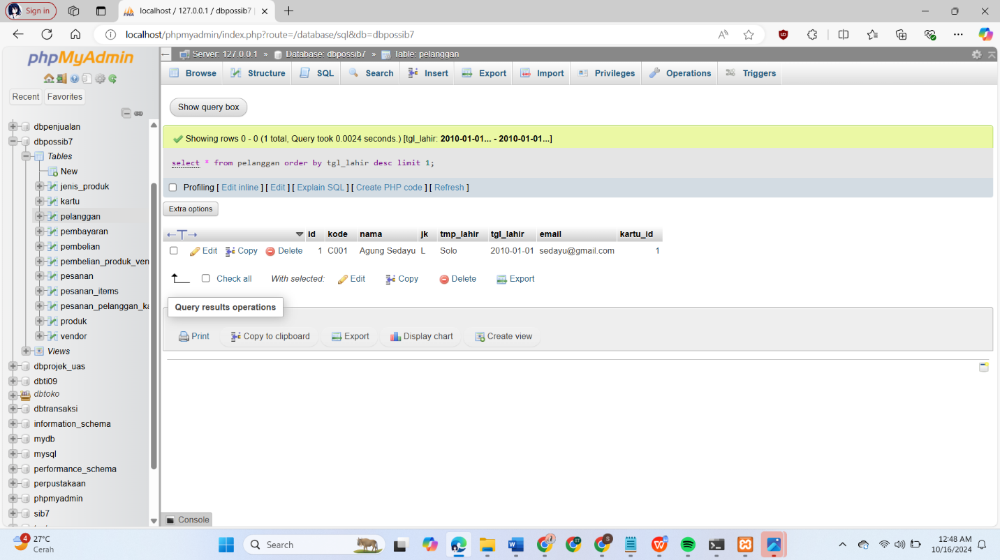 Sign in
localhost / 127.0.0.1 / dbpossib7
localhost/phpmyadmin/index.php?route=/database/sql&db=dbpossib7
phpMyAdmin
Recent Favorites
dbpenjualan
dbpossib7
Tables
New
jenis_produk
kartu
pelanggan
pembayaran
pembelian
pembelian_produk_ven
pesanan
pesanan_items
pesanan_pelanggan_ka
produk
vendor
Views
dbprojek_uas
dbti09
dbtoko
dbtransaksi
information_schema
mydb
mysql
performance_schema
perpustakaan
phpmyadmin
sib7
Server: 127.0.0.1 » Database: dbpossib7 » Table: pelanggan
Browse Structure SQL Search Insert Export Import Privileges Operations Triggers
Show query box
Showing rows 0 - 0 (1 total, Query took 0.0024 seconds.) [tgl_lahir: 2010-01-01... - 2010-01-01...]
select * from pelanggan order by tgl_lahir desc limit 1;
Profiling [ Edit inline ] [ Edit ] [ Explain SQL ] [ Create PHP code ] [ Refresh ]
Extra options
←T→ id kode nama jk tmp_lahir tgl_lahir email kartu_id
Edit Copy Delete 1 C001 Agung Sedayu L Solo 2010-01-01 sedayu@gmail.com 1
Check all With selected: Edit Copy Delete Export
Query results operations
Print Copy to clipboard Export Display chart Create view
Console
4 27°C
Cerah
Search
12:48 AM
10/16/2024